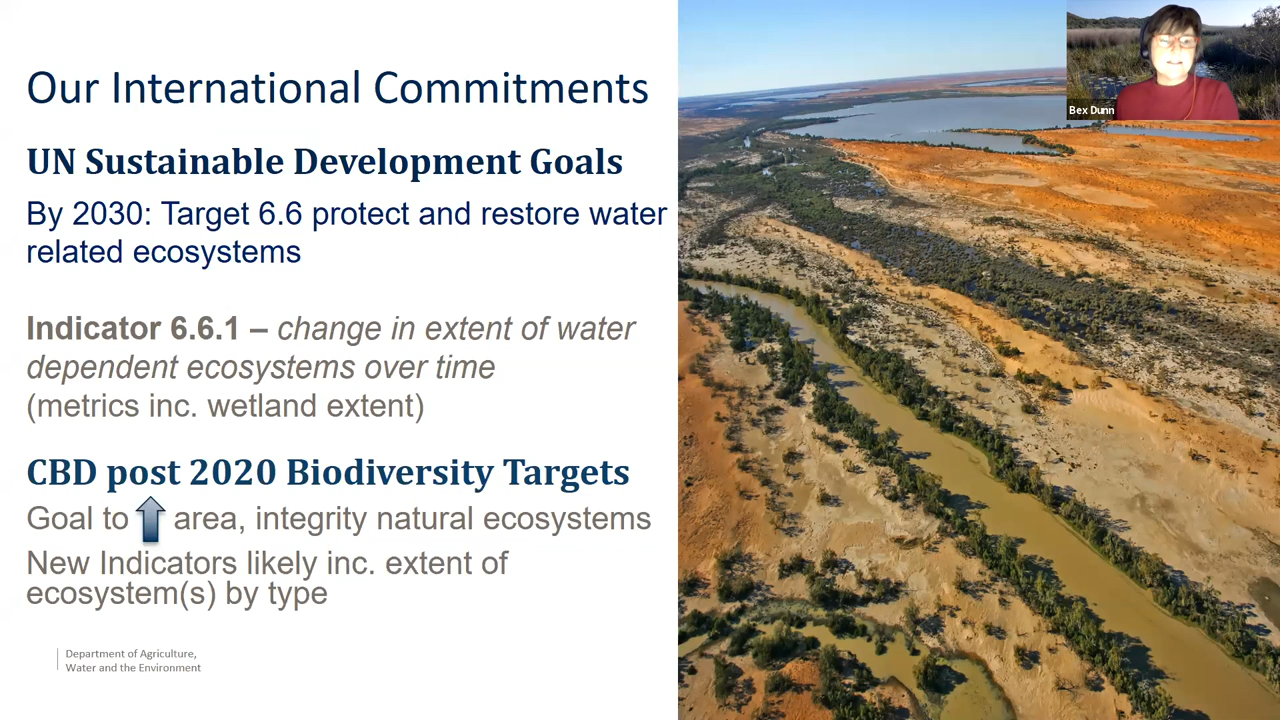 Our International Commitments
UN Sustainable Development Goals
By 2030: Target 6.6 protect and restore water
related ecosystems
Indicator 6.6.1 – change in extent of water
dependent ecosystems over time
(metrics inc. wetland extent)
CBD post 2020 Biodiversity Targets
Goal to area, integrity natural ecosystems
New Indicators likely inc. extent of
ecosystem(s) by type
Department of Agriculture,
Water and the Environment
Bex Dunn